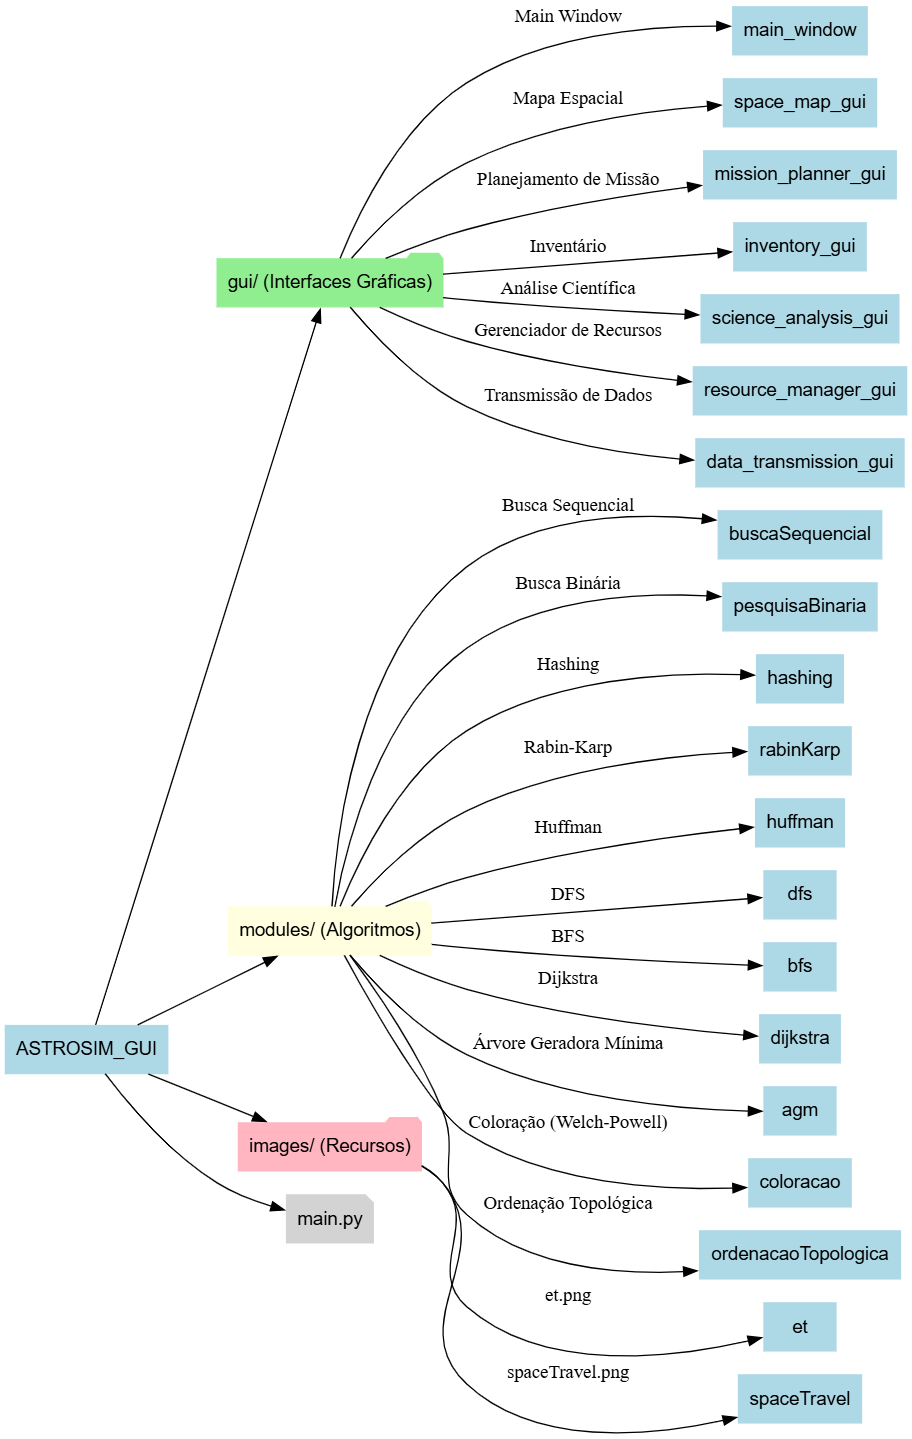 Main Window
main_window
Mapa Espacial
space_map_gui
Planejamento de Missão
mission_planner_gui
Inventário
inventory_gui
gui/ (Interfaces Gráficas)
Análise Científica
science_analysis_gui
Gerenciador de Recursos
resource_manager_gui
Transmissão de Dados
data_transmission_gui
Busca Sequencial
buscaSequencial
Busca Binária
pesquisaBinaria
Hashing
hashing
Rabin-Karp
rabinKarp
Huffman
huffman
DFS
dfs
modules/ (Algoritmos)
BFS
bfs
Dijkstra
dijkstra
ASTROSIM_GUI
Árvore Geradora Mínima
agm
Coloração (Welch-Powell)
images/ (Recursos)
coloracao
Ordenação Topológica
main.py
ordenacaoTopologica
et.png
et
spaceTravel.png
spaceTravel